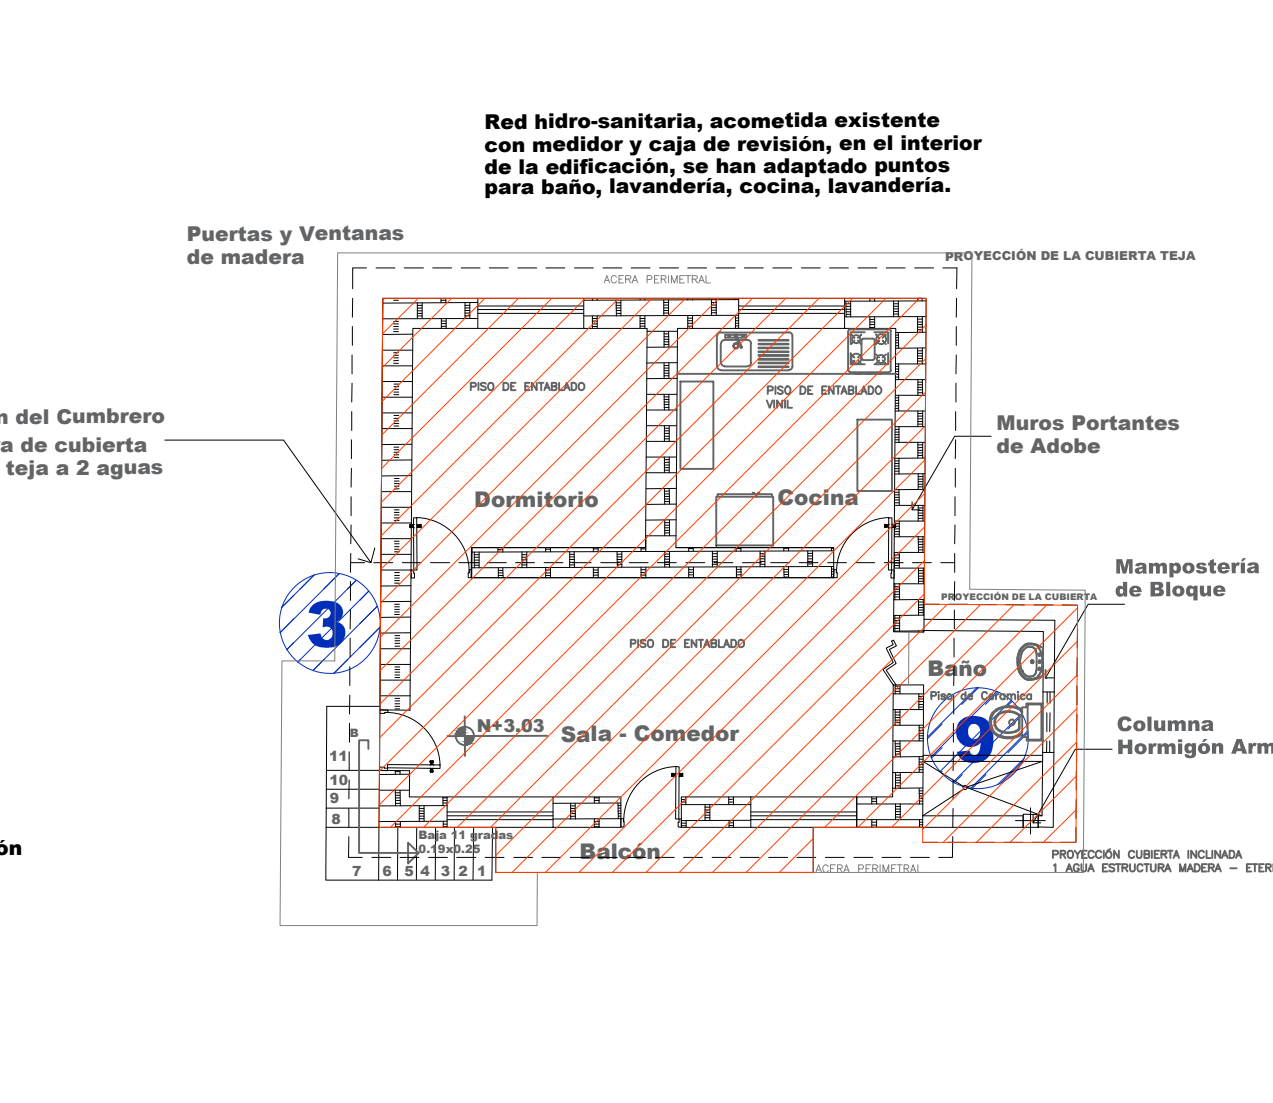 Red hidro-sanitaria, acometida existente
con medidor y caja de revisión, en el interior
de la edificación, se han adaptado puntos
para baño, lavandería, cocina, lavandería.
Puertas y Ventanas
de madera
PROYECCIÓN DE LA CUBIERTA TEJA
ACERA PERIMETRAL
PISO DE ENTABLADO
PISO DE ENTABLADO
VINIL
n del Cumbrero
a de cubierta
teja a 2 aguas
Muros Portantes
de Adobe
Dormitorio
Cocina
Mampostería
de Bloque
PROYECCIÓN DE LA CUBIERTA
3
PISO DE ENTABLADO
Baño
Piso de Ceramica
9
N+3,03
Sala - Comedor
Columna
Hormigón Arm
B
11
10
9
8
7
6
5
4
3
2
1
Baja 11 gradas
0.19x0.25
Balcón
ón
ACERA PERIMETRAL
PROYECCIÓN CUBIERTA INCLINADA
1 AGUA ESTRUCTURA MADERA – ETER